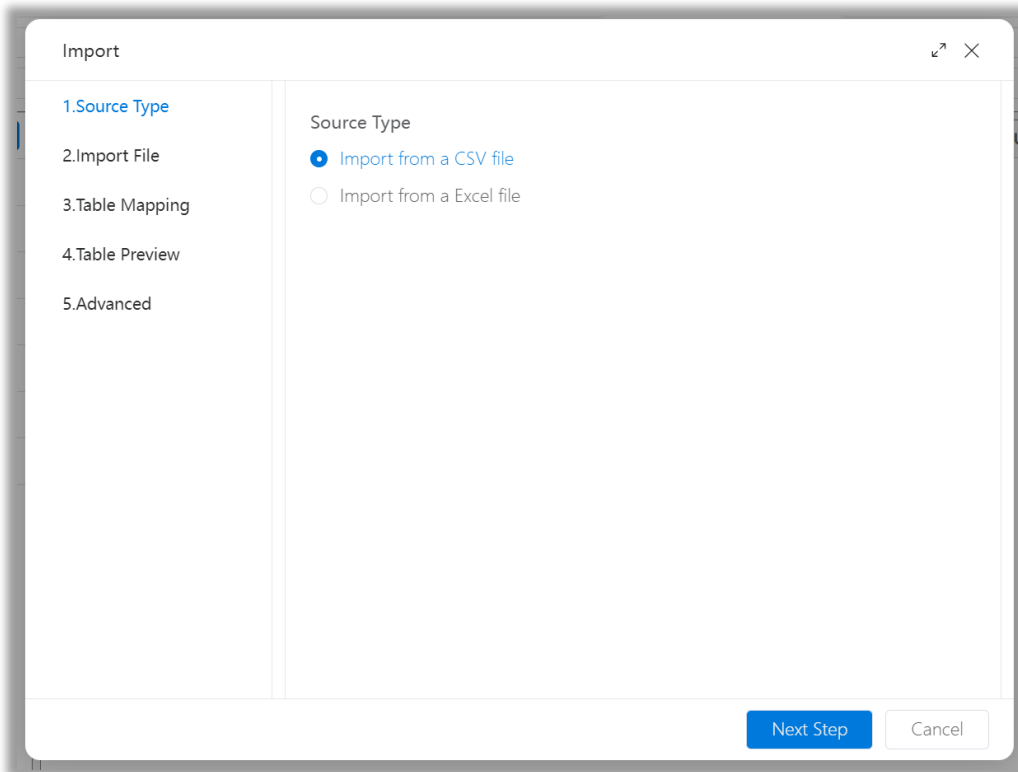 Import
1.Source Type
2.Import File
3.Table Mapping
4.Table Preview
5.Advanced
Source Type
Import from a CSV file
Import from a Excel file
Next Step
Cancel